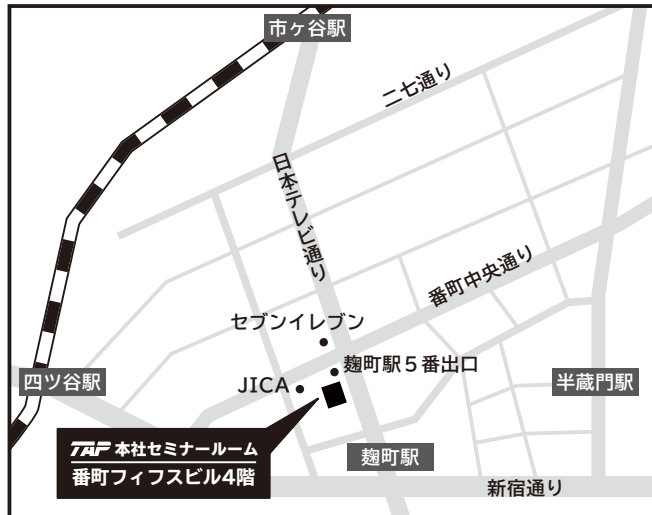 市ヶ谷駅
二七通り
日本テレビ通り
番町中央通り
セブンイレブン
麹町駅5番出口
四ツ谷駅
JICA
半蔵門駅
TAP 本社セミナールーム
番町フィフスビル4階
麹町駅
新宿通り